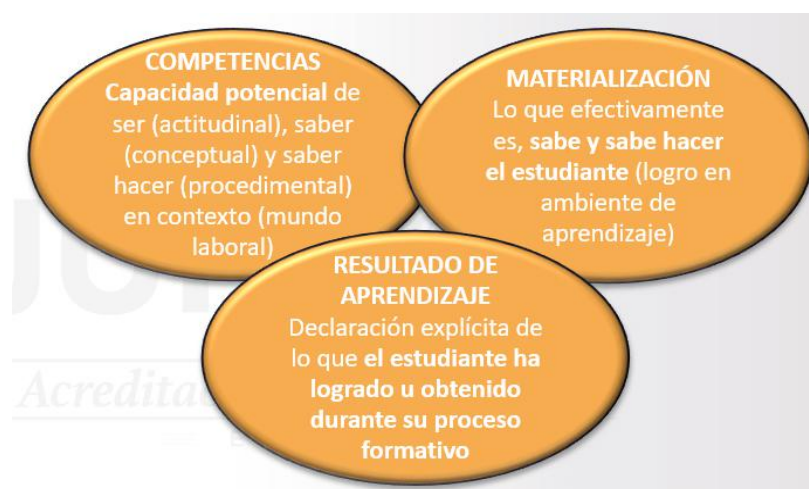 COMPETENCIAS
Capacidad potencial de
ser (actitudinal), saber
(conceptual) y saber
hacer (procedimental)
en contexto (mundo
laboral)
MATERIALIZACIÓN
Lo que efectivamente
es, sabe y sabe hacer
el estudiante (logro en
ambiente de
aprendizaje)
RESULTADO DE
APRENDIZAJE
Declaración explícita de
lo que el estudiante ha
logrado u obtenido
durante su proceso
formativo